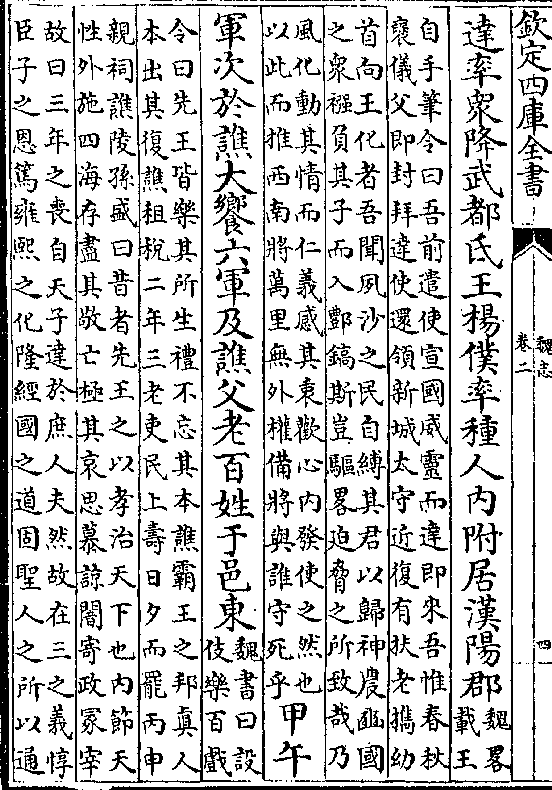 欽定四庫全書
魏志
卷二
四
達率衆降武都氏王楊僕率種人内附居漢陽郡
魏畧
載王
自手筆令曰吾前遣使宣國威靈而達即來吾惟春秋
襃儀父即封拜達使還領新城太守近復有扶老攜幼
首向王化者吾聞夙沙之民自縛其君以歸神農豳國
之衆襁負其子而入酆鎬斯豈驅畧迫脅之所致哉乃
風化動其情而仁義感其衷歡心内發使之然也
以此而推西南將萬里無外權備將與誰守死乎
甲午
軍次於譙大饗六軍及譙父老百姓于邑東
魏書曰設
伎樂百戲
令曰先王皆樂其所生禮不忘其本譙霸王之邦真人
本出其復譙租稅二年三老吏民上壽日夕而罷丙申
親祠譙陵孫盛曰昔者先王之以孝治天下也内節天
性外施四海存盡其敬亡極其哀思慕諒闇寄政冢宰
故曰三年之喪自天子達於庶人夫然故在三之義惇
臣子之恩篤雍熙之化隆經國之道固聖人之所以通